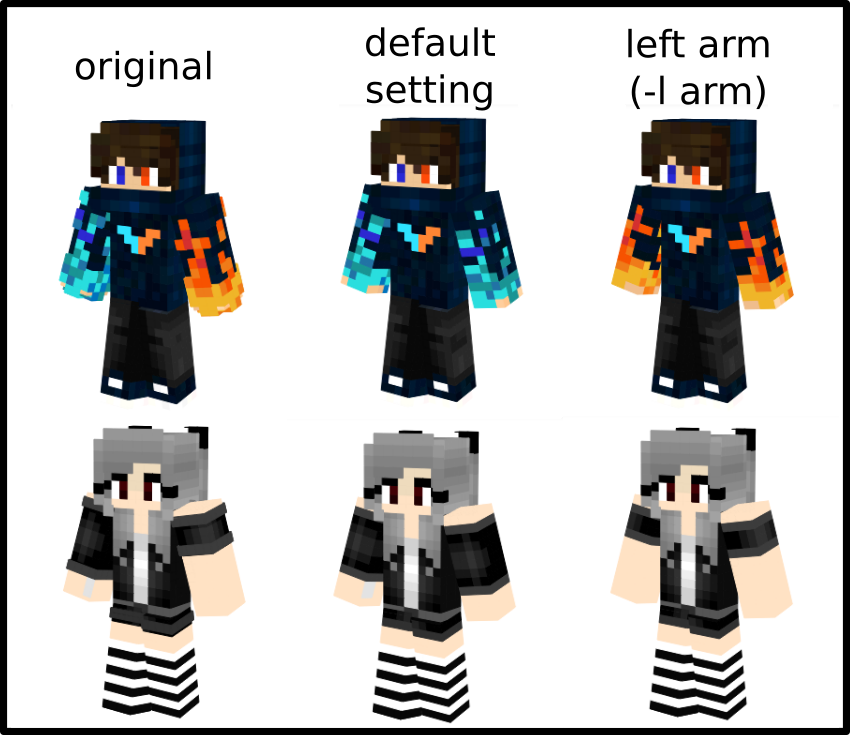 original
default
setting
left arm
(-l arm)